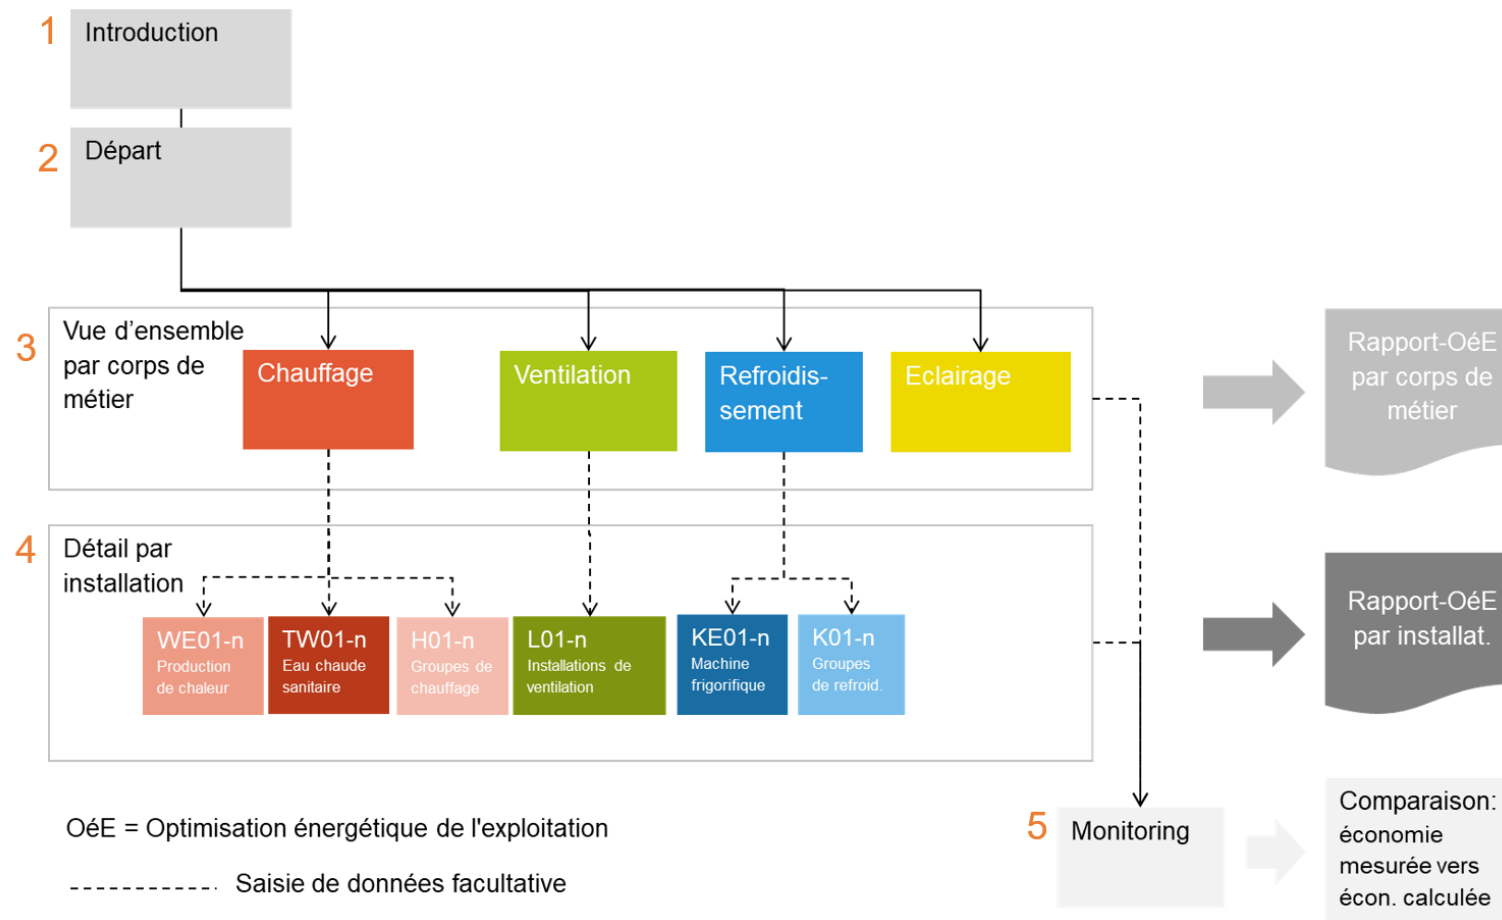 1
Introduction
2
Départ
3
Vue d’ensemble
par corps de
métier
Chauffage
Ventilation
Refroidis-
sement
Eclairage
Rapport-OéE
par corps de
métier
4
Détail par
installation
WE01-n
Production
de chaleur
TW01-n
Eau chaude
sanitaire
H01-n
Groupes de
chauffage
L01-n
Installations de
ventilation
KE01-n
Machine
frigorifique
K01-n
Groupes
de refroid.
Rapport-OéE
par installat.
5
Monitoring
Comparaison:
économie
mesurée vers
écon. calculée
OéE = Optimisation énergétique de l'exploitation
Saisie de données facultative